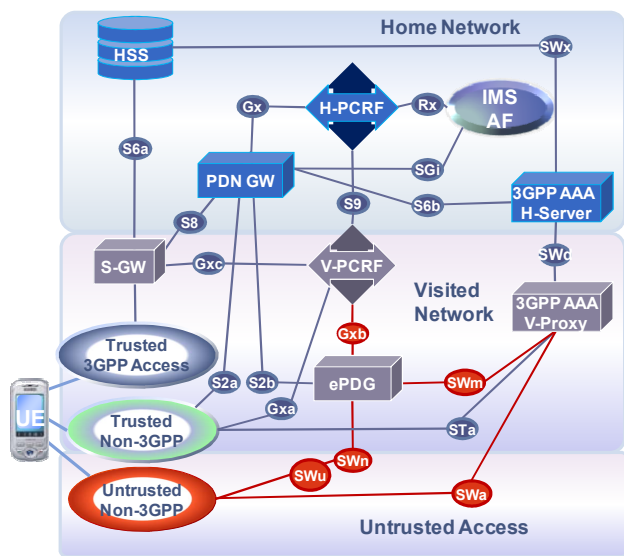 Home Network
HSS
SWx
Gx
H-PCRF
Rx
IMS
AF
S6a
SGi
PDN GW
S6b
3GPP AAA
H-Server
S9
S8
S-GW
Gxc
V-PCRF
SWd
Visited
Network
3GPP AAA
V-Proxy
Gxb
Trusted
3GPP Access
S2a
S2b
ePDG
SWm
UE
Gxa
Trusted
Non-3GPP
STa
SWn
SWu
Untrusted
Non-3GPP
SWa
Untrusted Access